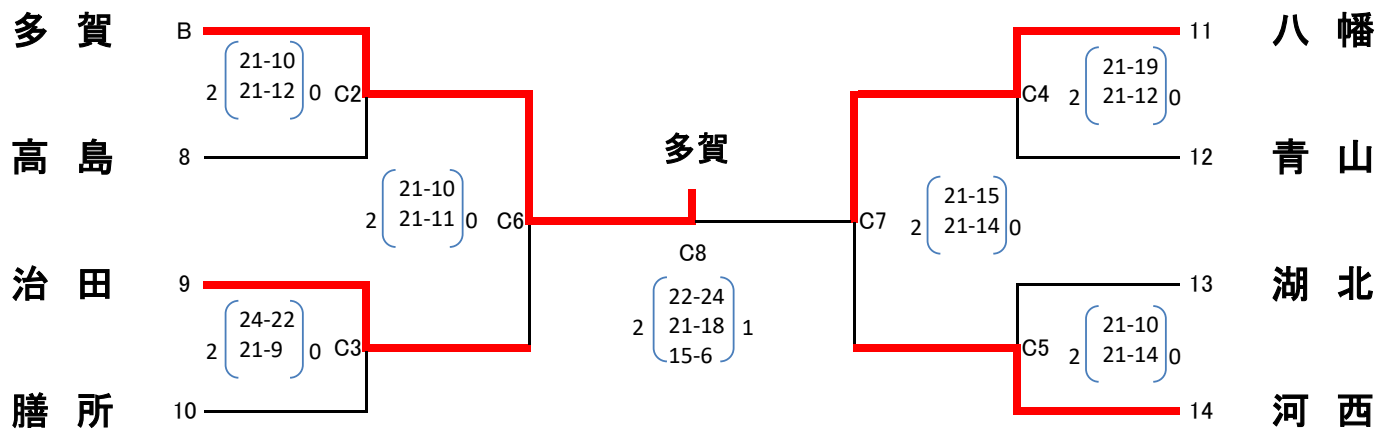 多賀 B 11 八幡
21-10
2 21-12 0 C2
21-19
C4 2 21-12 0
高島 8 多賀 12 青山
21-10
2 21-11 0 C6
21-15
C7 2 21-14 0
C8
治田 9 13 湖北
22-24
2 21-18 1
15-6
24-22
2 21-9 0 C3
21-10
C5 2 21-14 0
膳所 10 14 河西